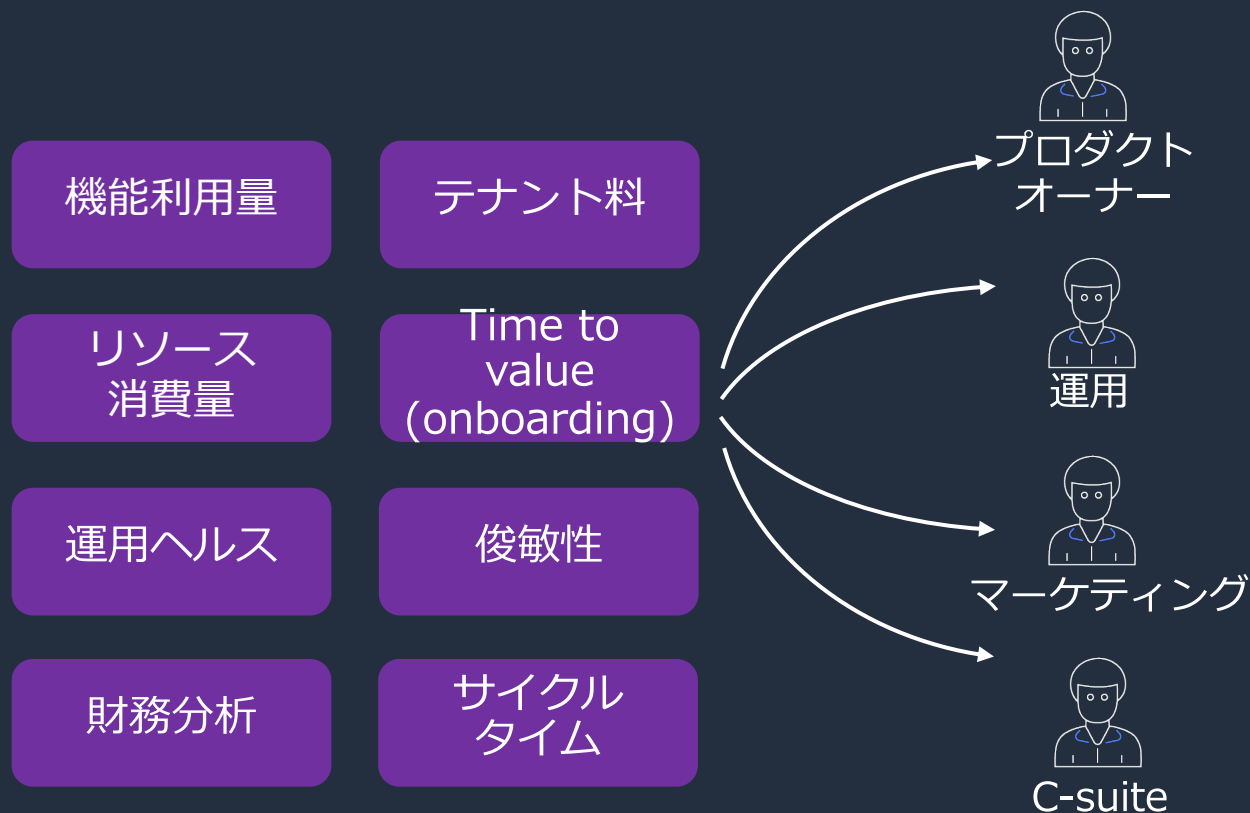 機能利用量
テナント料
リソース
消費量
Time to
value
(onboarding)
運用ヘルス
俊敏性
財務分析
サイクル
タイム
プロダクト
オーナー
運用
マーケティング
C-suite